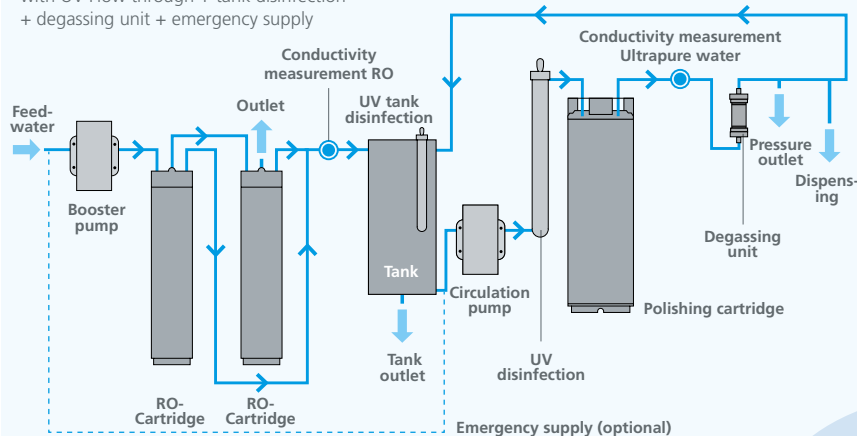 with UV flow through + tank disinfection
+ degassing unit + emergency supply
Conductivity
measurement RO
Conductivity measurement
Ultrapure water
Feed-
water
Outlet
UV tank
disinfection
Booster
pump
Pressure
outlet
Dispens-
ing
Degassing
unit
Tank
Circulation
pump
Polishing cartridge
Tank
outlet
UV
disinfection
RO-
Cartridge
RO-
Cartridge
Emergency supply (optional)